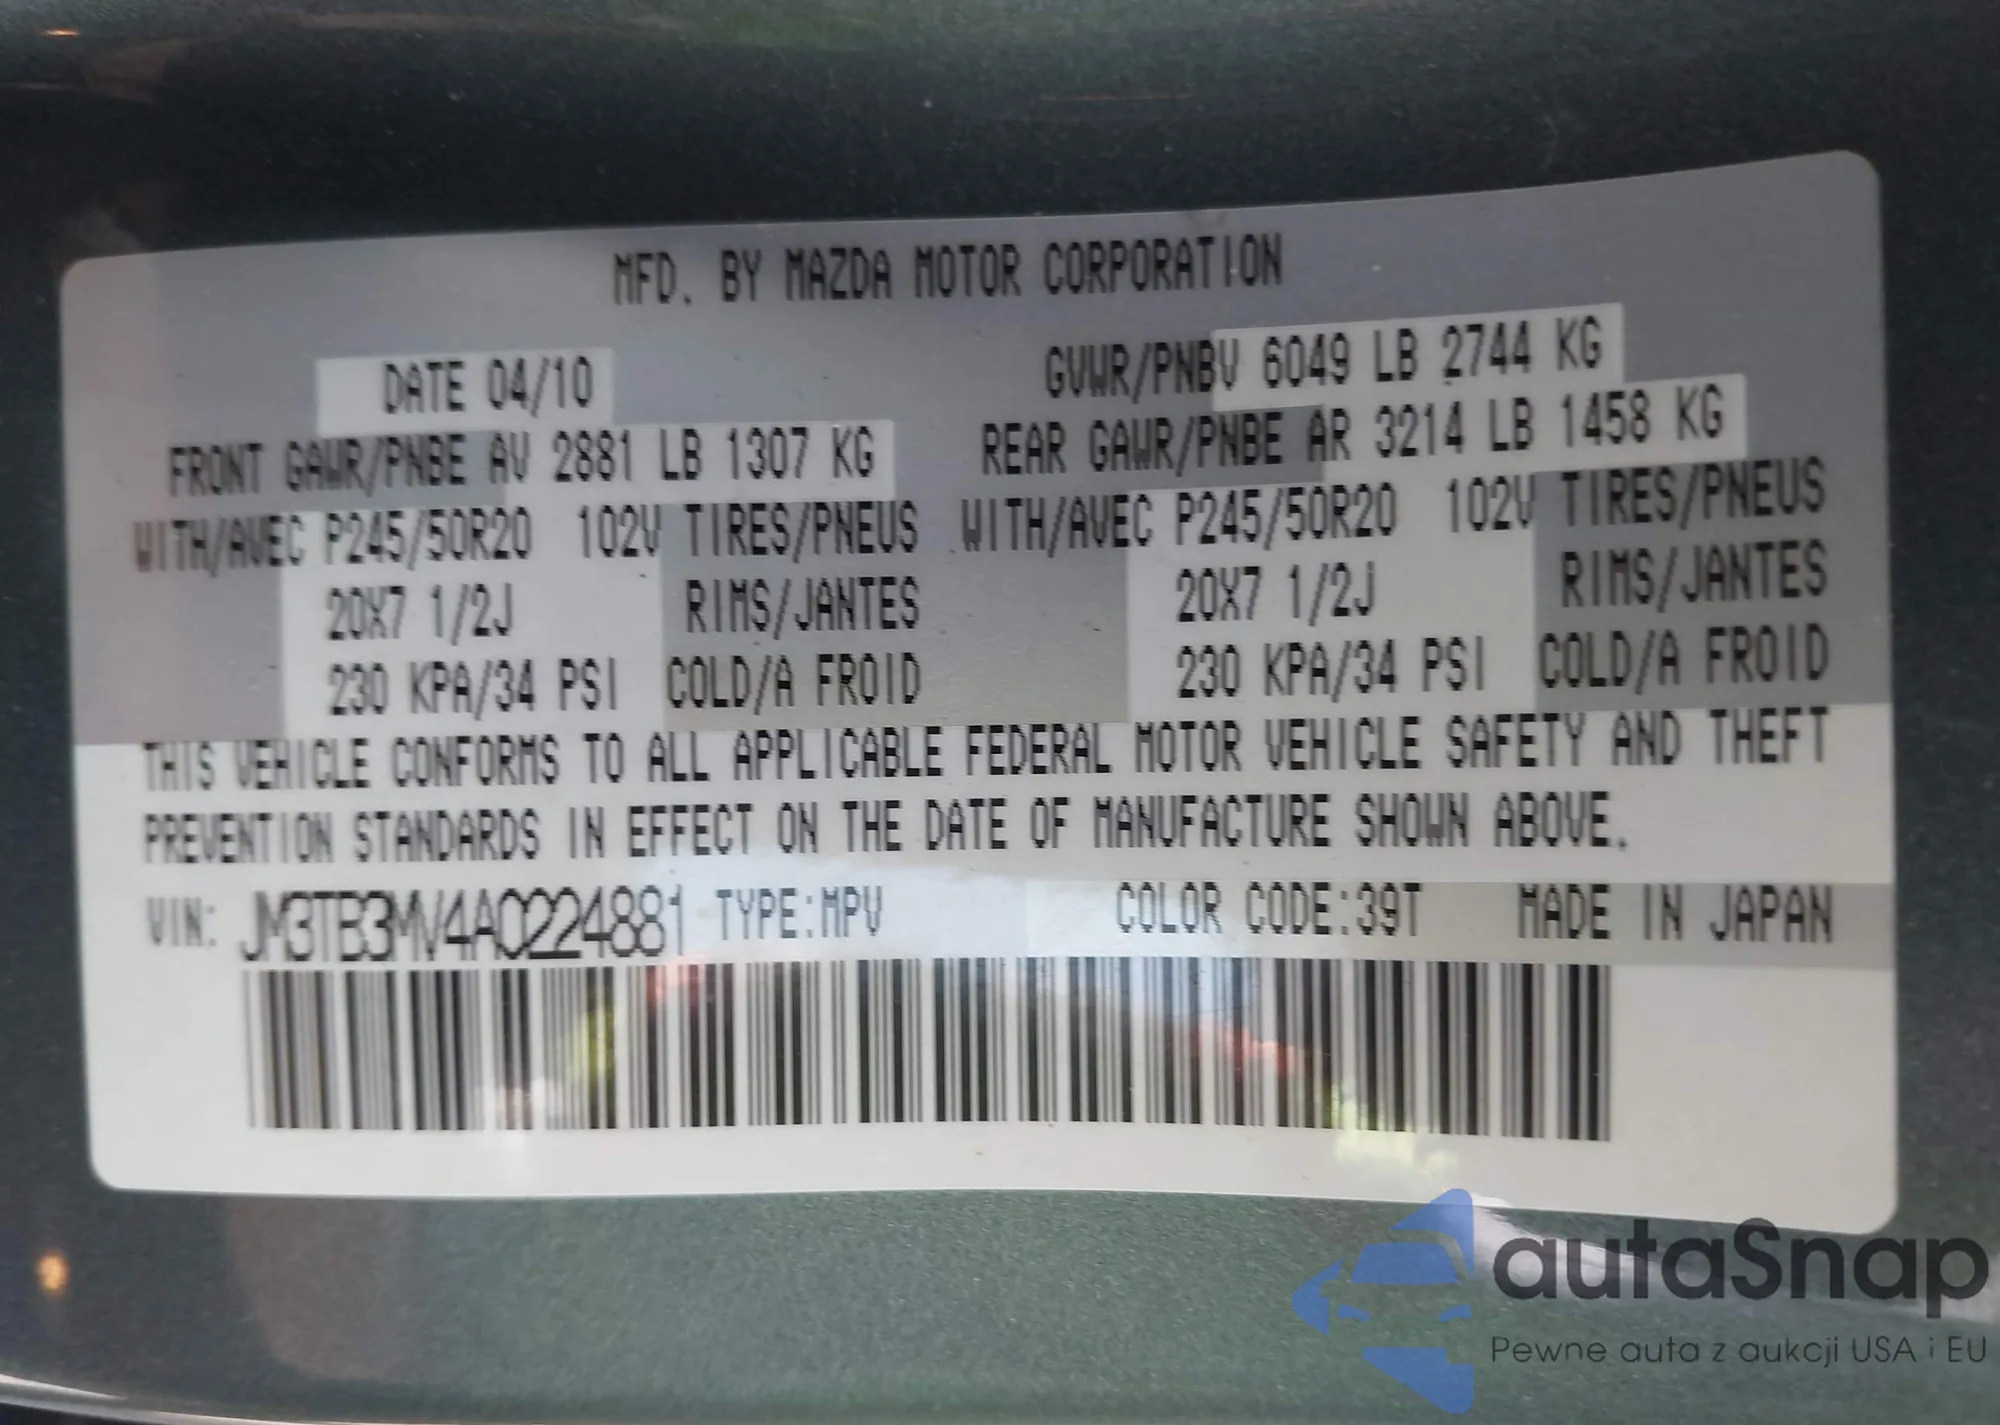 MFD. BY MAZDA MOTOR CORPORATION
DATE 04/10 GVWR/PNBV 6049 LB 2744 KG
FRONT GAWR/PNBE AV 2881 LB 1307 KG REAR GAWR/PNBE AR 3214 LB 1458 KG
WITH/AVEC P245/50R20 102V TIRES/PNEUS WITH/AVEC P245/50R20 102V TIRES/PNEUS
20X7 1/2J RIMS/JANTES 20X7 1/2J RIMS/JANTES
230 KPA/34 PSI COLD/A FROID 230 KPA/34 PSI COLD/A FROID
THIS VEHICLE CONFORMS TO ALL APPLICABLE FEDERAL MOTOR VEHICLE SAFETY AND THEFT
PREVENTION STANDARDS IN EFFECT ON THE DATE OF MANUFACTURE SHOWN ABOVE.
VIN: JM3TB3MV4A0224881 TYPE:MPV COLOR CODE:39T MADE IN JAPAN
autaSnap
Pewne auta z aukcji USA i EU